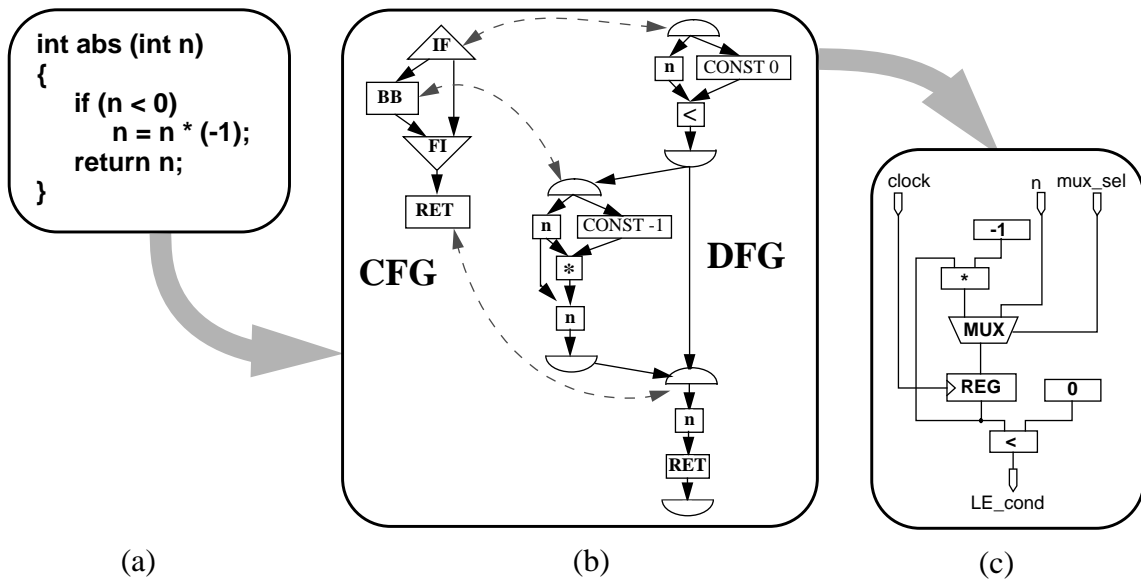 int abs (int n)
{
if (n < 0)
n = n * (-1);
return n;
}
IF
BB
FI
RET
CFG
n
CONST 0
<
n
CONST -1
*
n
DFG
n
RET
clock
n
mux_sel
-1
*
MUX
REG
0
<
LE_cond
(a)
(b)
(c)